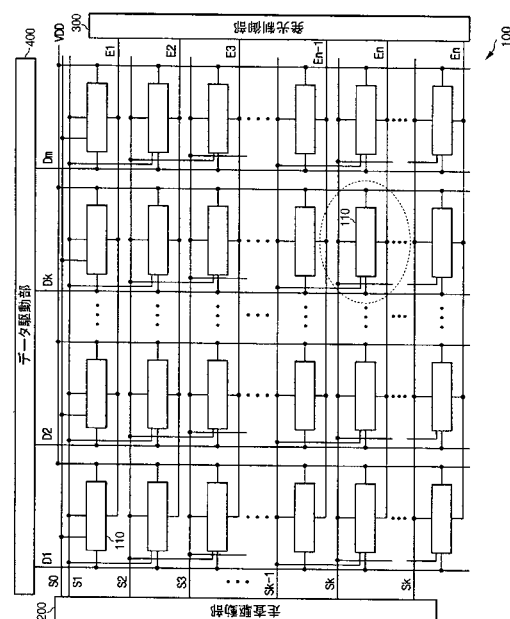 400
データ駆動部
300
発光制御部
100
VDD
E1
E2
E3
En-1
En
En
Dm
Dk
D2
D1
110
110
S0
S1
S2
S3
Sk-1
Sk
Sk
200
走査駆動部